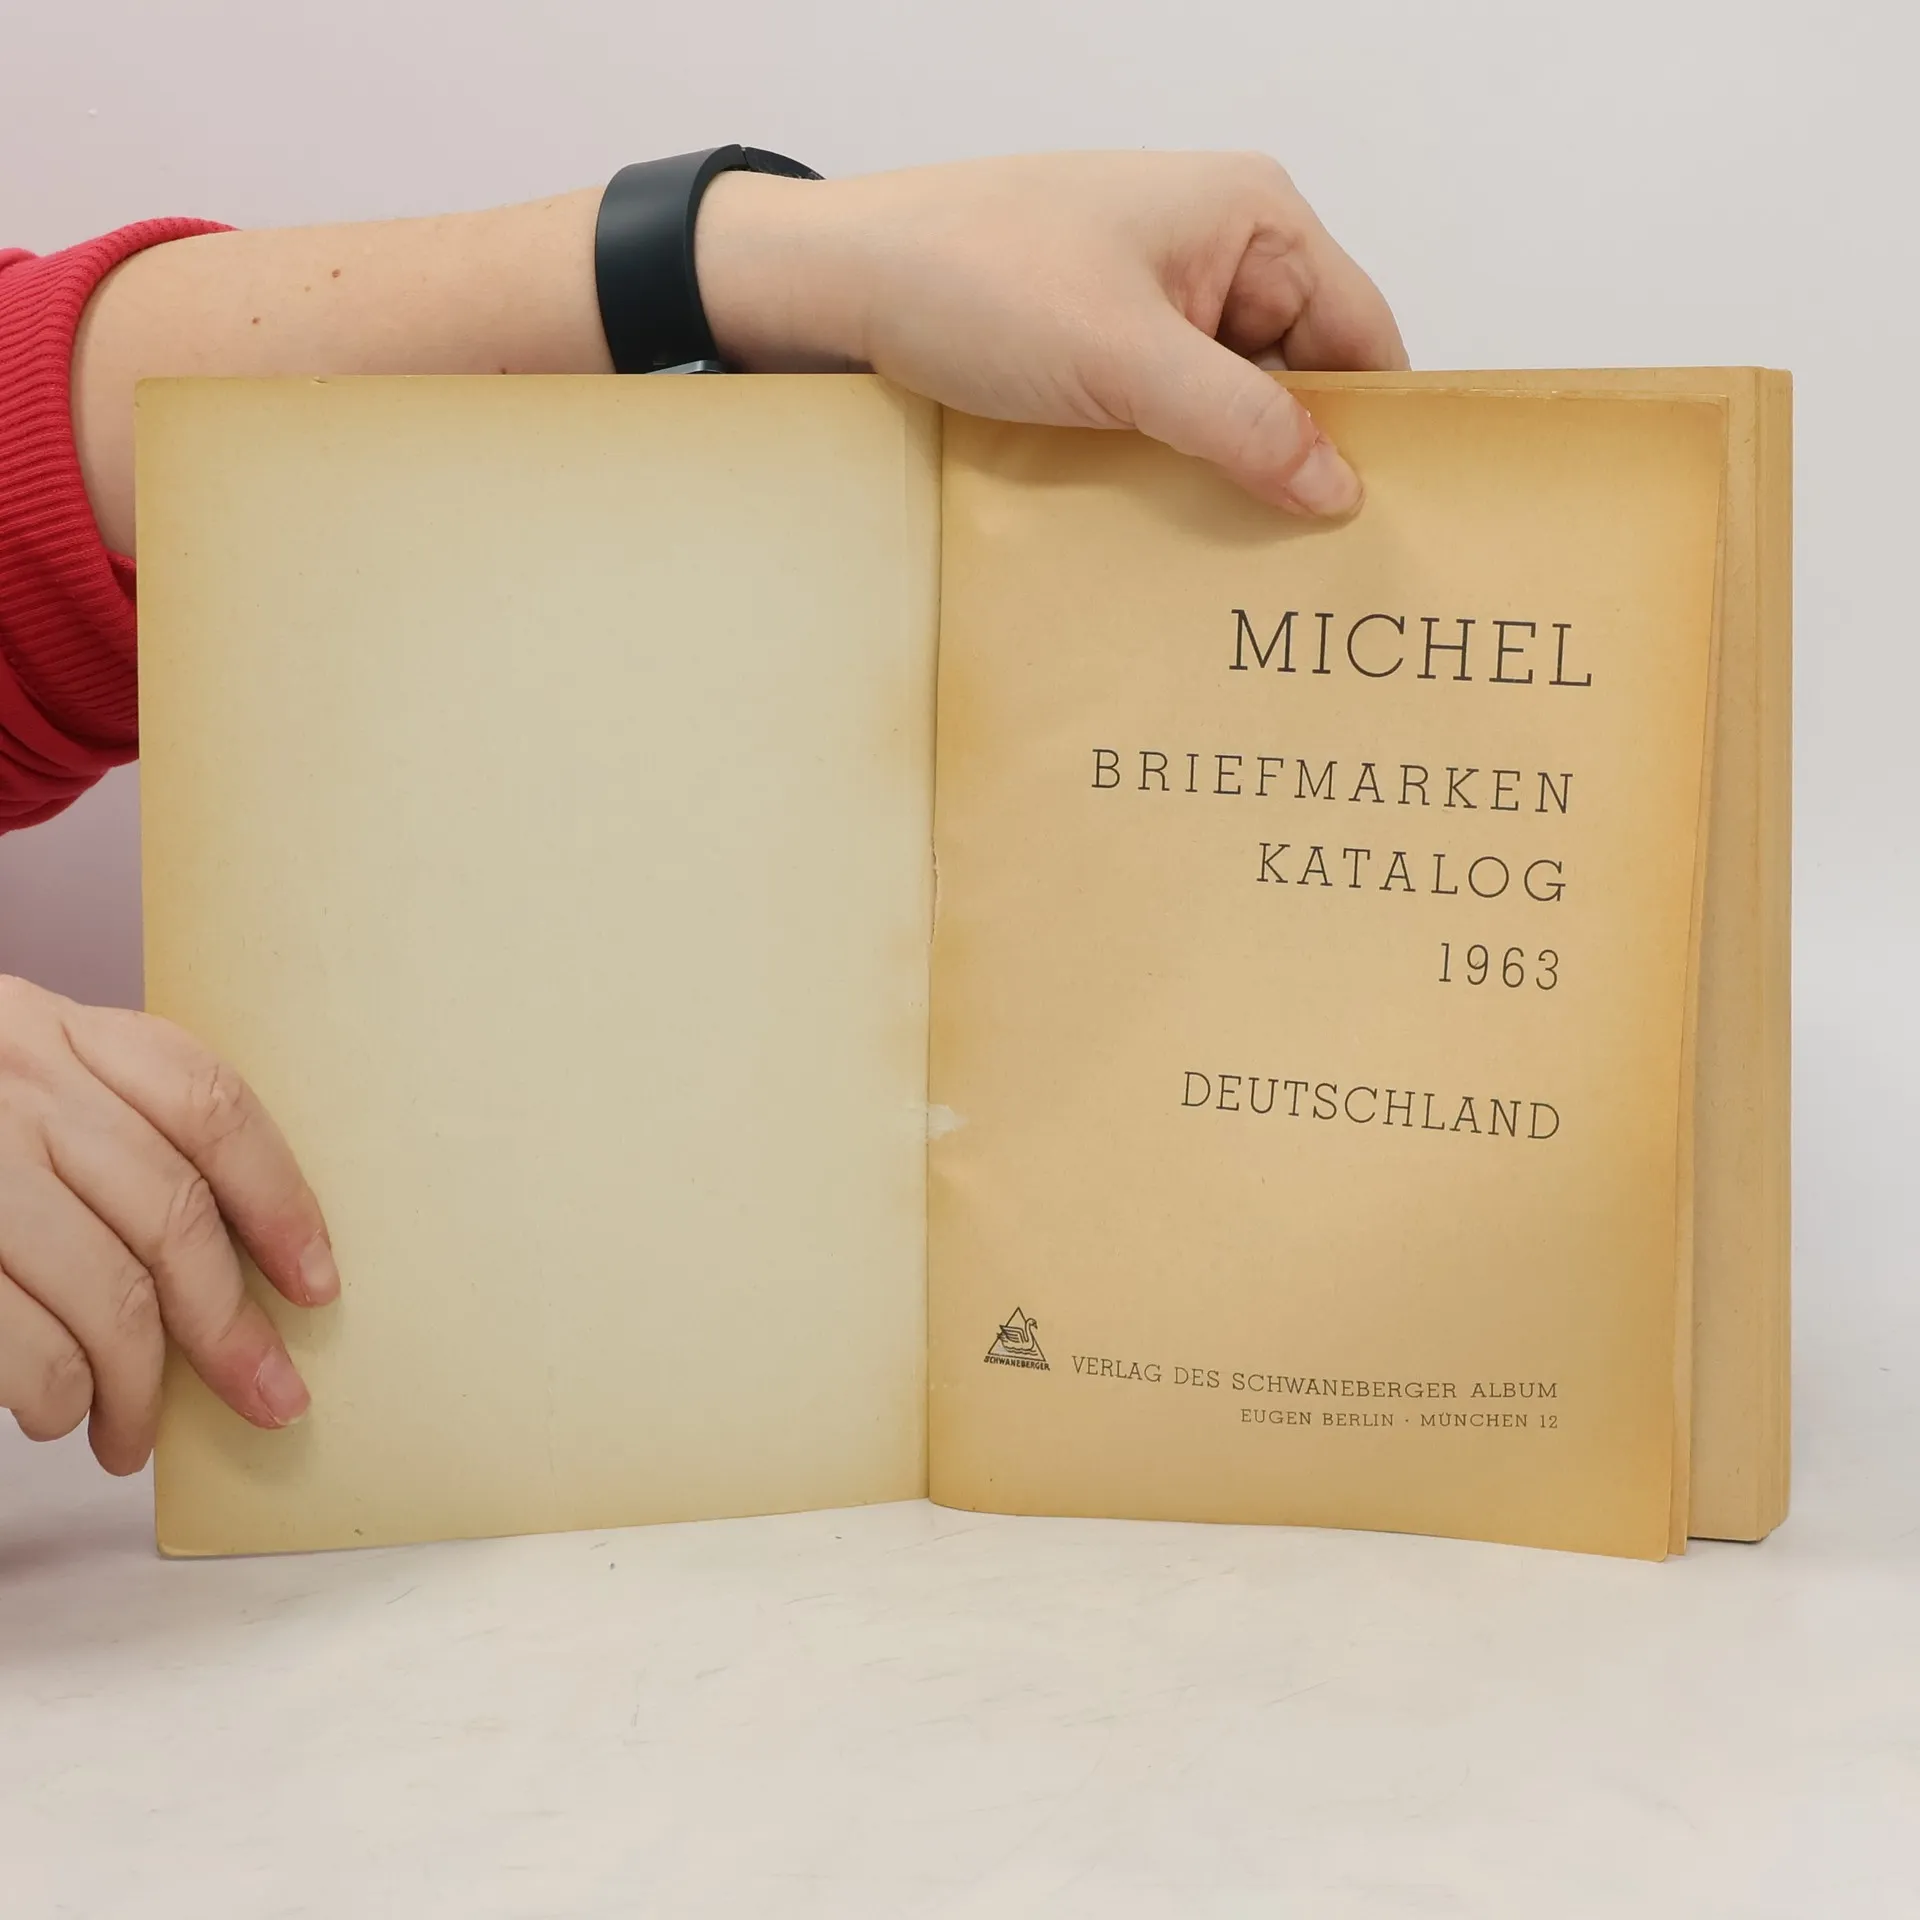 MICHEL
BRIEFMARKEN
KATALOG
1963
DEUTSCHLAND
SCHWANEBERGER
VERLAG DES SCHWANEBERGER ALBUM
EUGEN BERLIN · MÜNCHEN 12